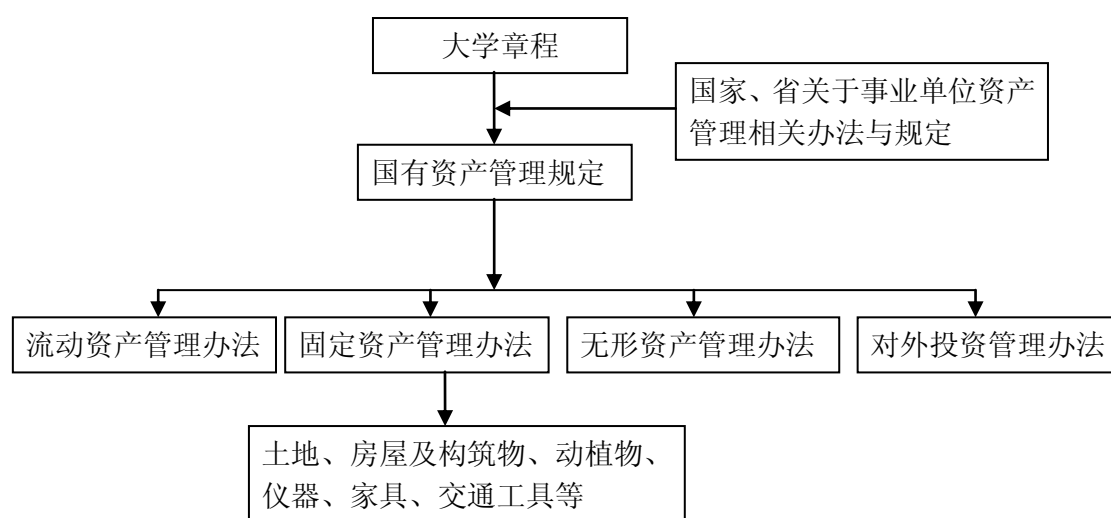 大学章程
国家、省关于事业单位资产
管理相关办法与规定
国有资产管理规定
流动资产管理办法
固定资产管理办法
无形资产管理办法
对外投资管理办法
土地、房屋及构筑物、动植物、
仪器、家具、交通工具等